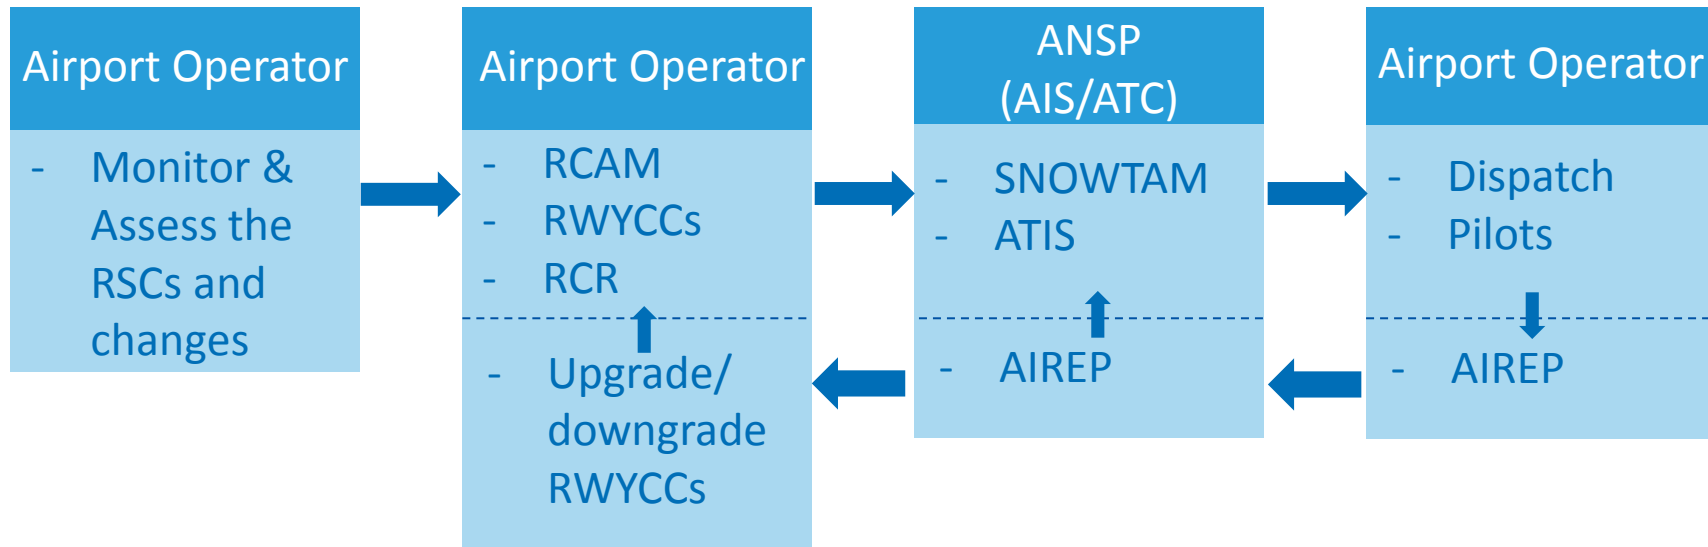 Airport Operator
- Monitor &
Assess the
RSCs and
changes
Airport Operator
- RCAM
- RWYCCs
- RCR
- Upgrade/
downgrade
RWYCCs
ANSP
(AIS/ATC)
- SNOWTAM
- ATIS
- AIREP
Airport Operator
- Dispatch
- Pilots
- AIREP